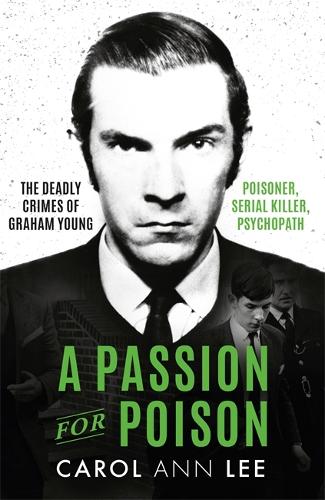 THE DEADLY
CRIMES OF
GRAHAM YOUNG
POISONER,
SERIAL KILLER,
PSYCHOPATH
A PASSION
FOR POISON
CAROL ANN LEE